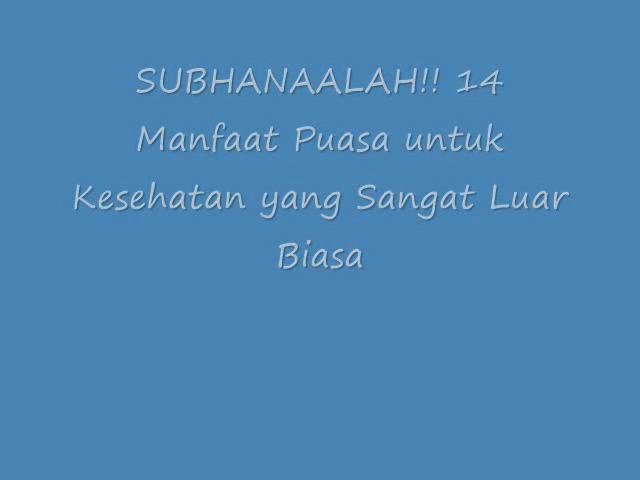 SUBHANAALAH!! 14
Manfaat Puasa untuk
Kesehatan yang Sangat Luar
Biasa